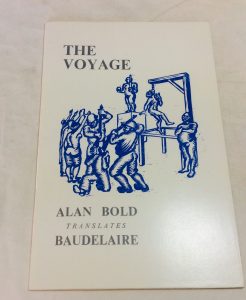 THE
VOYAGE
ALAN BOLD
TRANSLATES
BAUDELAIRE